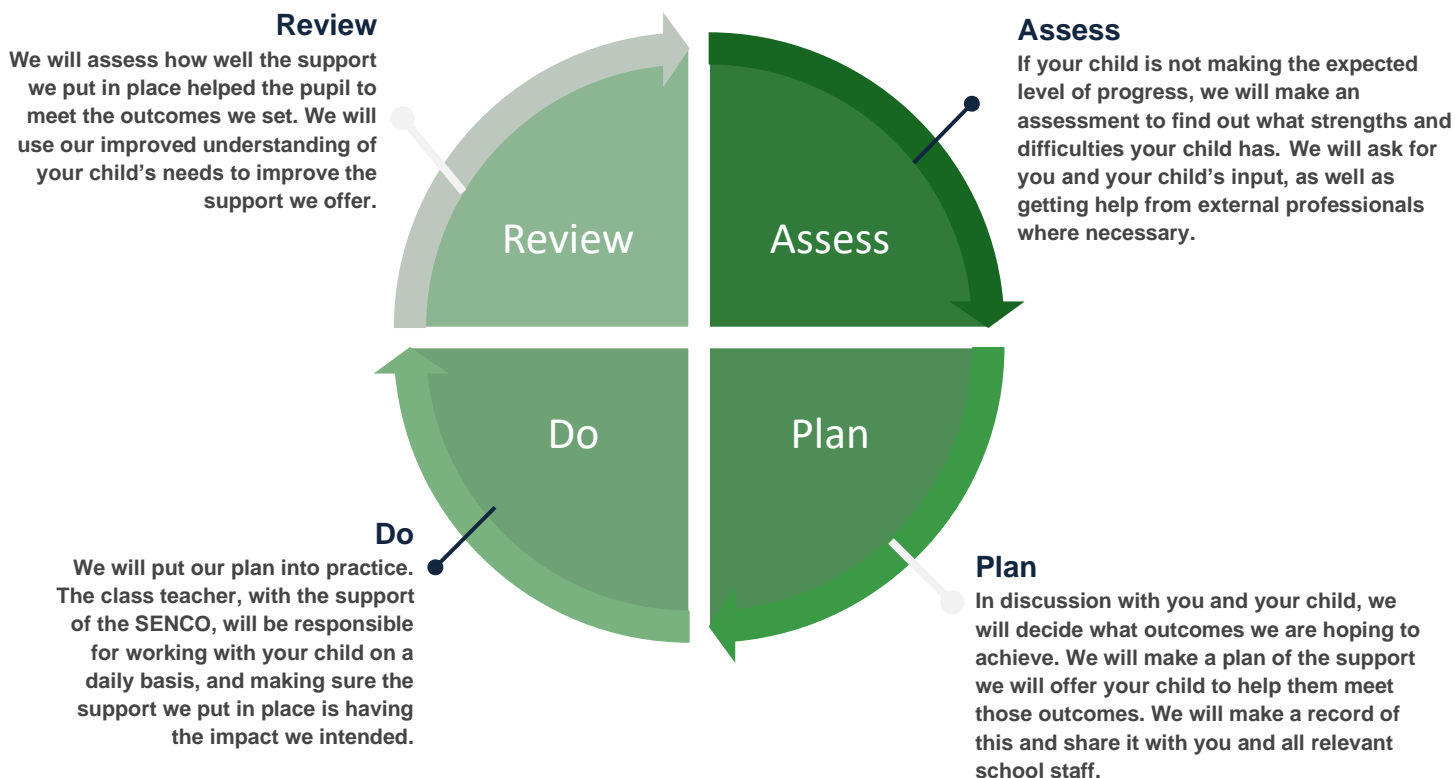 Review
We will assess how well the support
we put in place helped the pupil to
meet the outcomes we set. We will
use our improved understanding of
your child’s needs to improve the
support we offer.
Assess
If your child is not making the expected
level of progress, we will make an
assessment to find out what strengths and
difficulties your child has. We will ask for
you and your child’s input, as well as
getting help from external professionals
where necessary.
Review
Assess
Do
Plan
Do
We will put our plan into practice.
The class teacher, with the support
of the SENCO, will be responsible
for working with your child on a
daily basis, and making sure the
support we put in place is having
the impact we intended.
Plan
In discussion with you and your child, we
will decide what outcomes we are hoping to
achieve. We will make a plan of the support
we will offer your child to help them meet
those outcomes. We will make a record of
this and share it with you and all relevant
school staff.